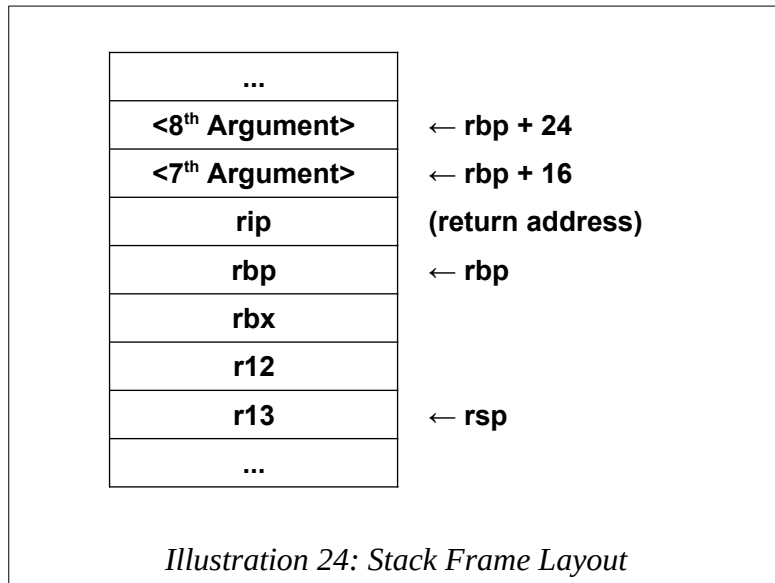 ...
<8th Argument> ← rbp + 24
<7th Argument> ← rbp + 16
rip (return address)
rbp ← rbp
rbx
r12
r13 ← rsp
...
Illustration 24: Stack Frame Layout